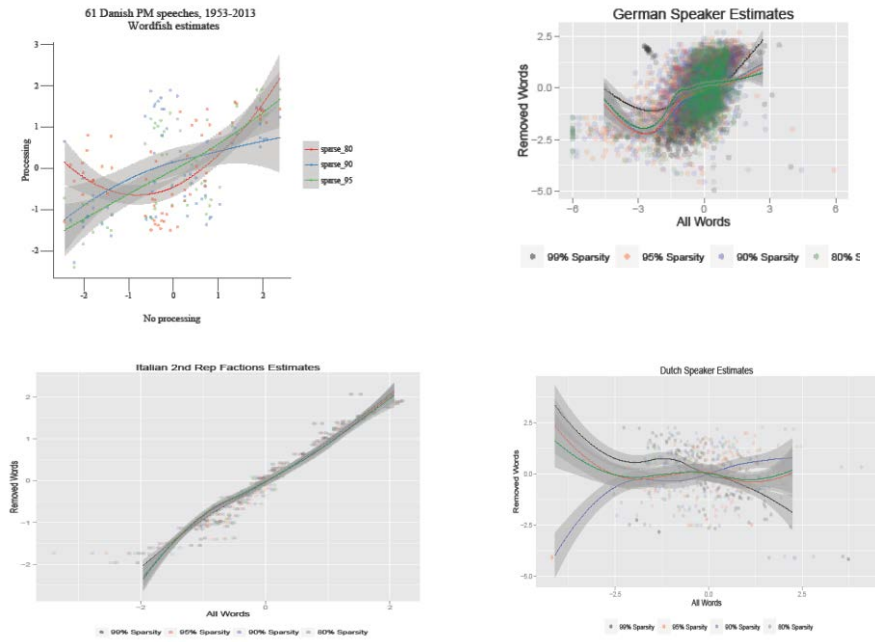 61 Danish PM speeches, 1953-2013
Wordfish estimates
3
2
1
0
-1
-2
Processing
-2
-1
0
1
2
No processing
sparse_80
sparse_90
sparse_95
German Speaker Estimates
2.5
0.0
-2.5
-5.0
Removed Words
-6
-3
0
3
6
All Words
99% Sparsity
95% Sparsity
90% Sparsity
80% S
Italian 2nd Rep Factions Estimates
2
1
0
-1
-2
Removed Words
-2
0
2
All Words
99% Sparsity
95% Sparsity
90% Sparsity
80% Sparsity
Dutch Speaker Estimates
2.5
0.0
-2.5
-5.0
Removed Words
-2.5
0.0
2.5
All Words
99% Sparsity
95% Sparsity
90% Sparsity
80% Sparsity